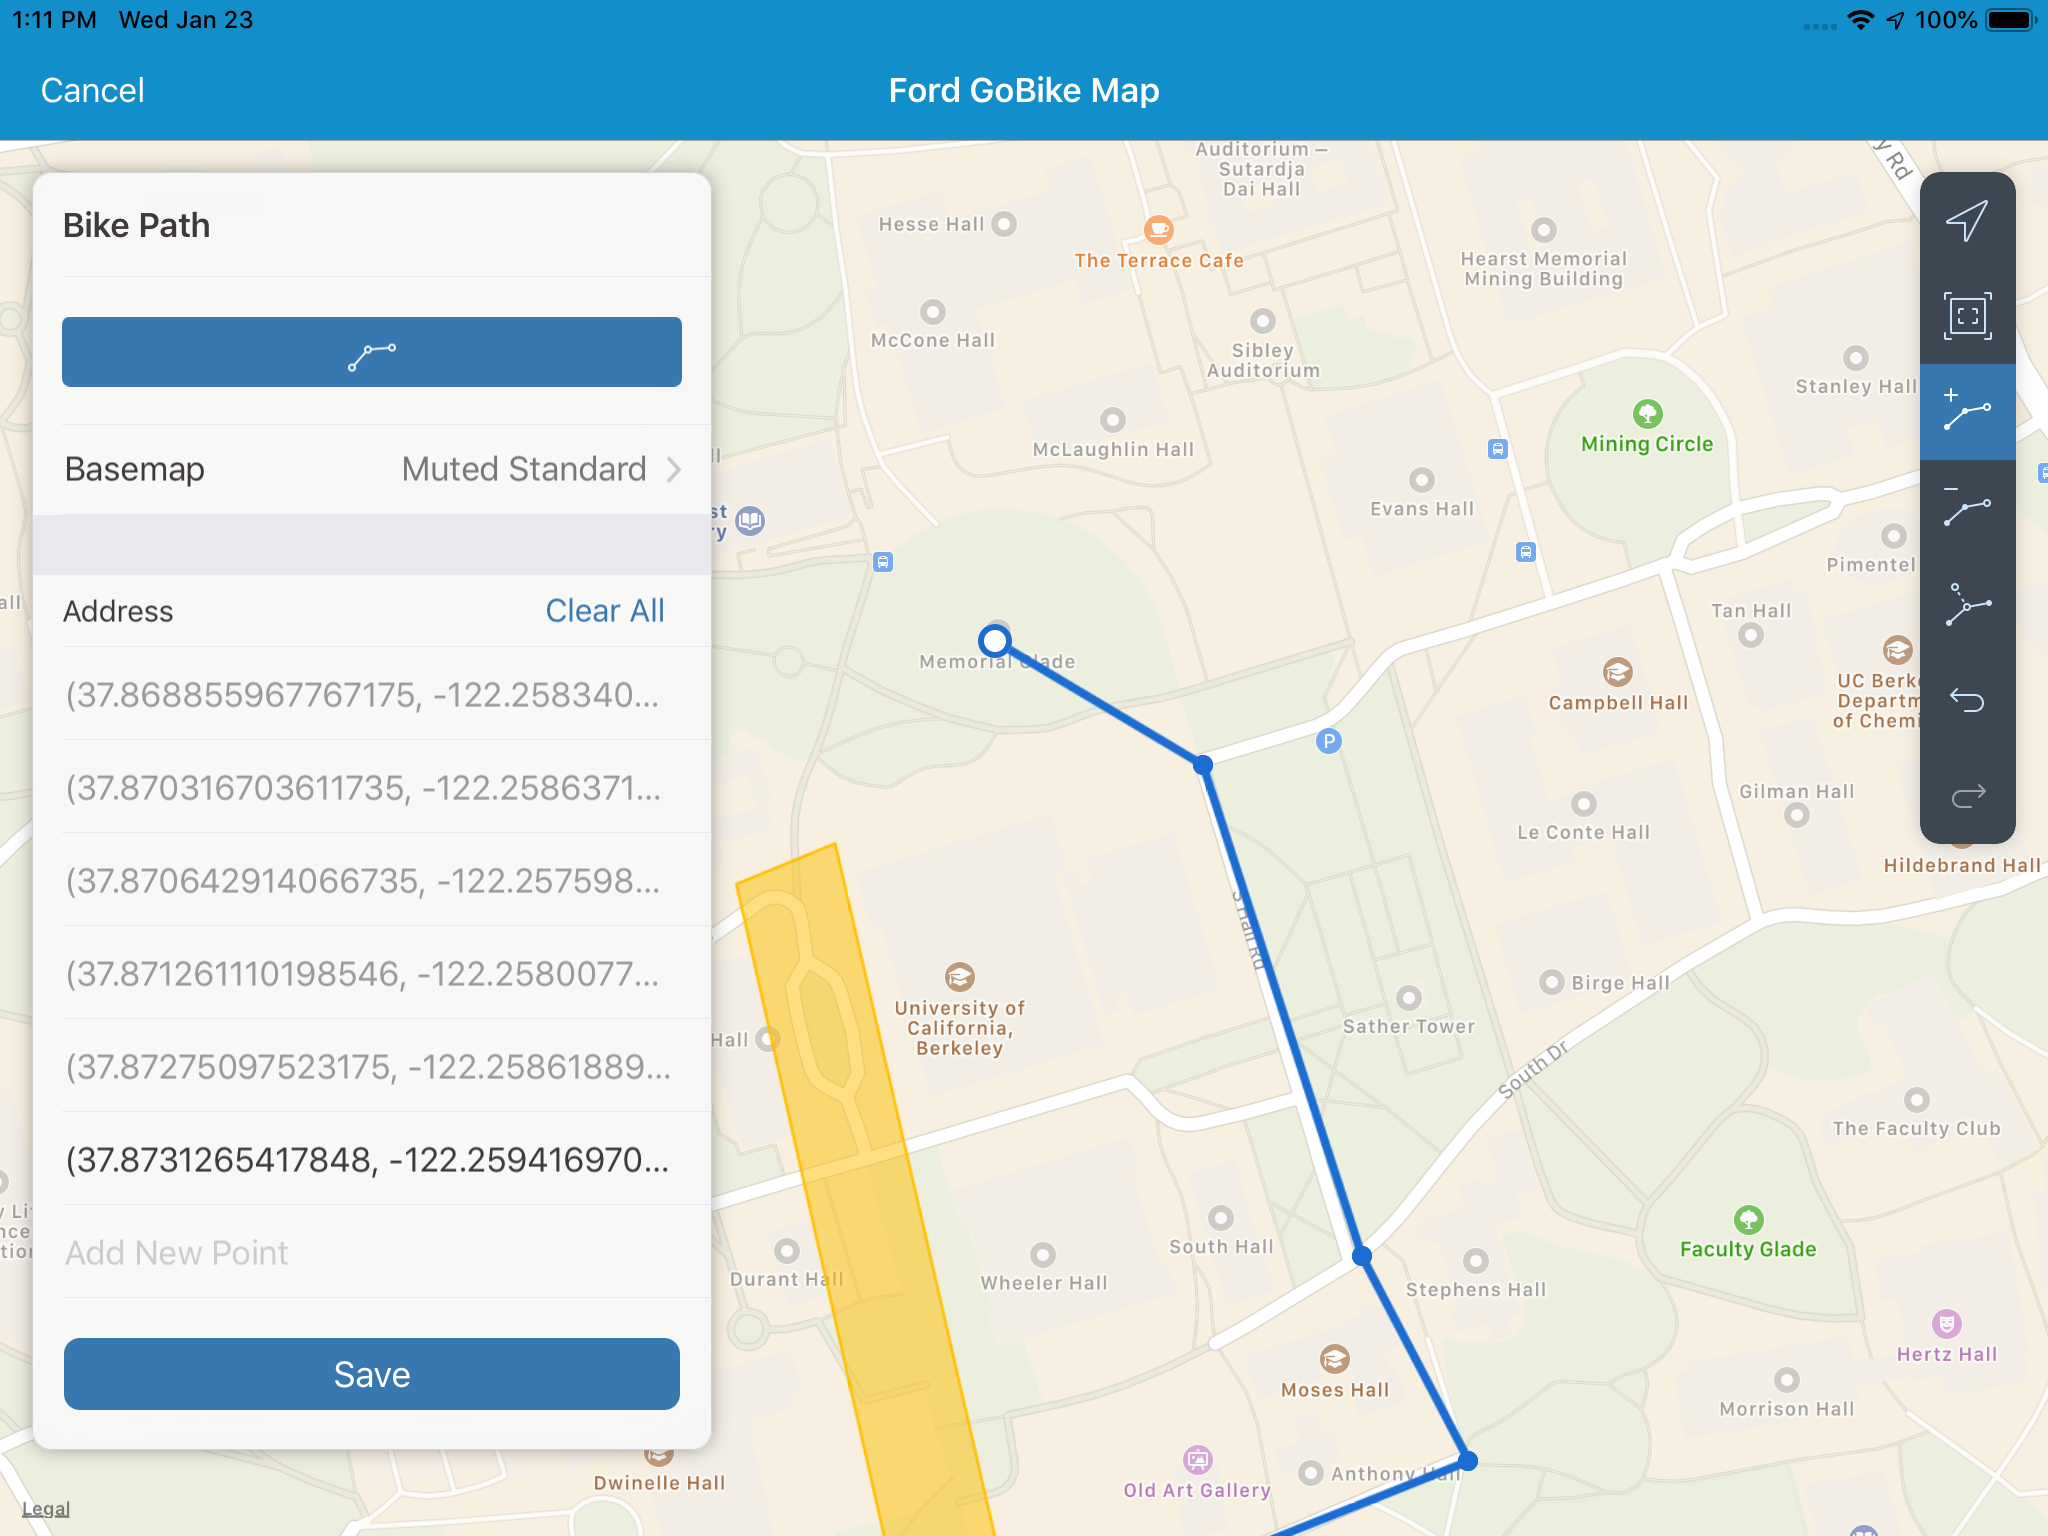 1:11 PM Wed Jan 23
100%
Cancel
Ford GoBike Map
Bike Path
Basemap
Muted Standard
Address
Clear All
(37.868855967767175, -122.258340...
(37.870316703611735, -122.2586371...
(37.870642914066735, -122.257598...
(37.871261110198546, -122.2580077...
(37.87275097523175, -122.25861889...
(37.8731265417848, -122.259416970...
Add New Point
Save
Legal
Auditorium –
Sutardja
Dai Hall
y Rd
Hesse Hall
The Terrace Cafe
Hearst Memorial
Mining Building
McCone Hall
Sibley
Auditorium
Stanley Hall
Mining Circle
McLaughlin Hall
Evans Hall
Pimentel
Tan Hall
Memorial Glade
Campbell Hall
UC Berk
Departm
of Chemi
P
Gilman Hall
Le Conte Hall
Hildebrand Hall
S Hall Rd
University of
California,
Berkeley
Birge Hall
Sather Tower
Hall
South Dr
The Faculty Club
South Hall
Faculty Glade
Durant Hall
Wheeler Hall
Stephens Hall
Hertz Hall
Moses Hall
Morrison Hall
Anthony Hall
Old Art Gallery
Dwinelle Hall